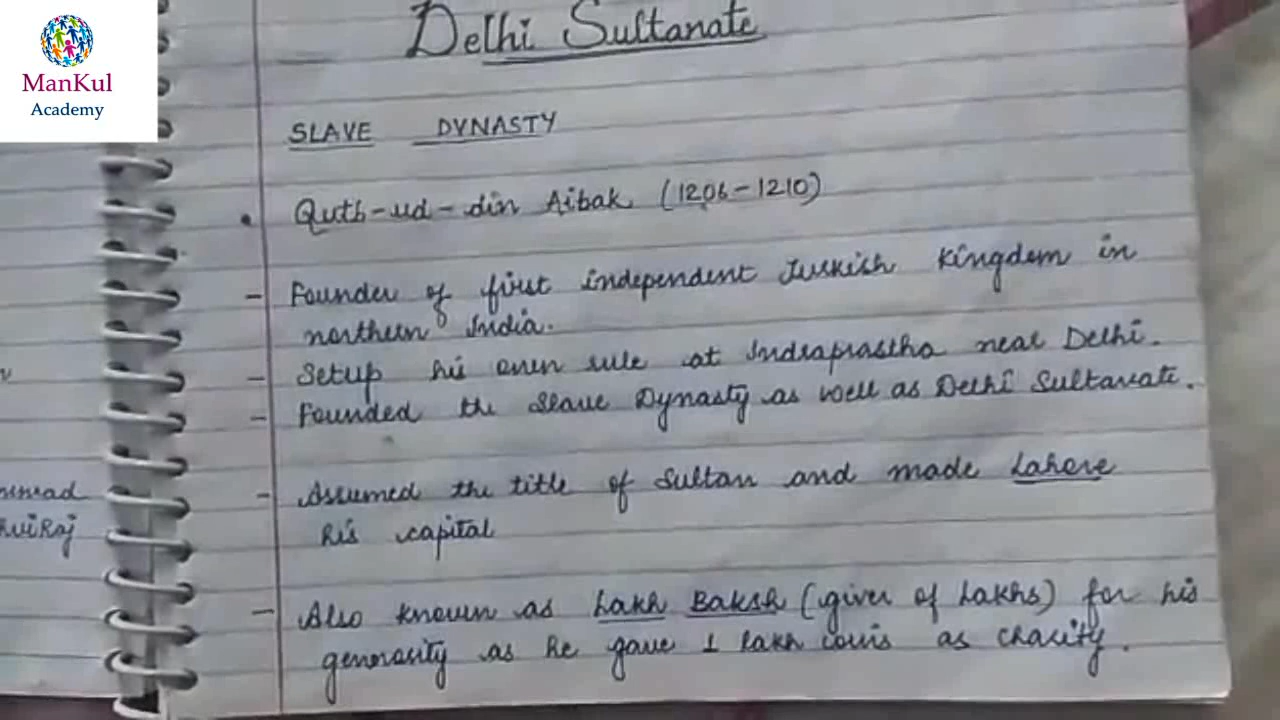 ManKul
Academy
Delhi Sultanate
SLAVE DYNASTY
• Qutb-ud-din Aibak (1206-1210)
- Founder of first independent Turkish Kingdom in
northern India.
- Setup his own rule at Indraprastha near Delhi.
- Founded the Slave Dynasty as well as Delhi Sultanate.
- Assumed the title of Sultan and made Lahore
his capital
- Also known as Lakh Baksh (giver of Lakhs) for his
generosity as he gave 1 lakh coins as charity.